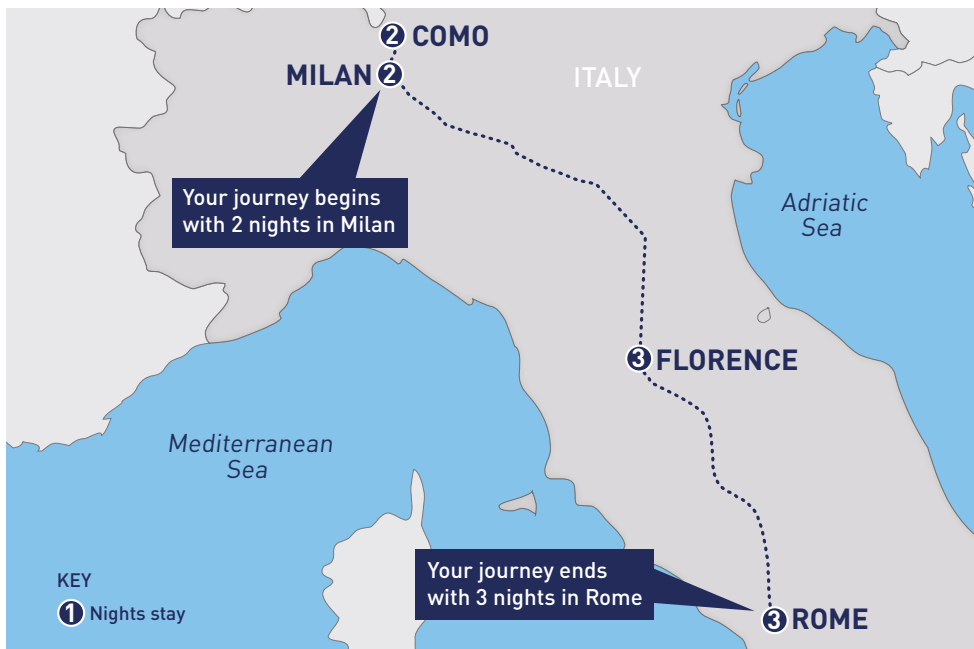 2 COMO
MILAN 2
ITALY
Your journey begins
with 2 nights in Milan
Adriatic
Sea
3 FLORENCE
Mediterranean
Sea
Your journey ends
with 3 nights in Rome
KEY
1 Nights stay
3 ROME